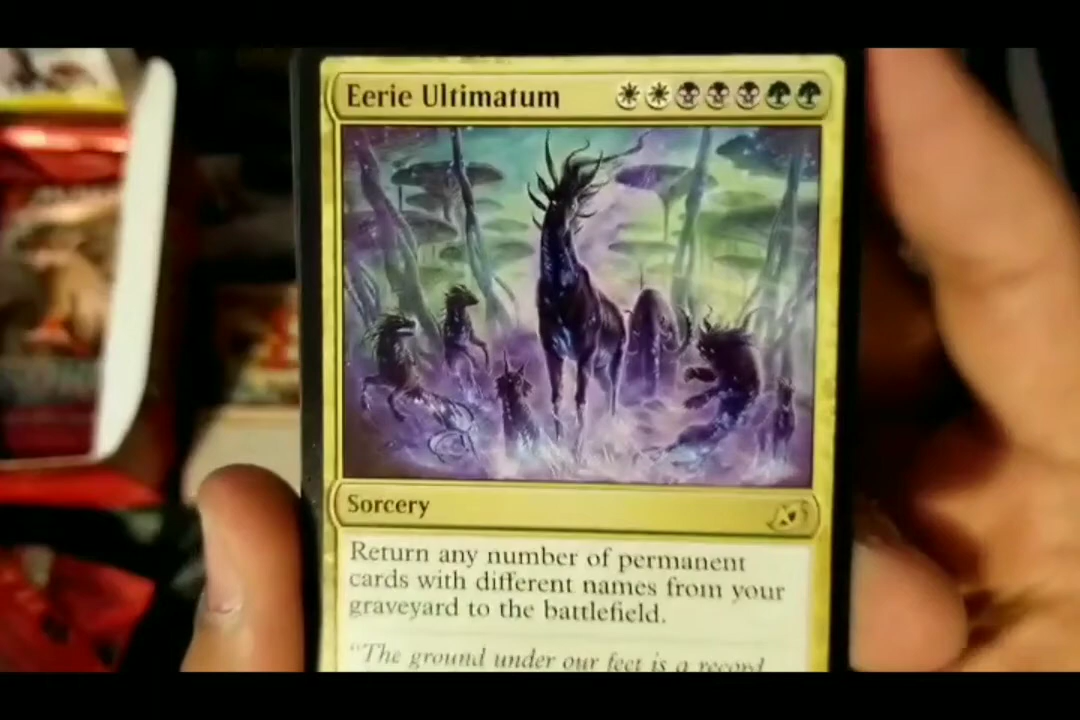 Eerie Ultimatum
Sorcery
Return any number of permanent
cards with different names from your
graveyard to the battlefield.
"The ground under our feet is a record